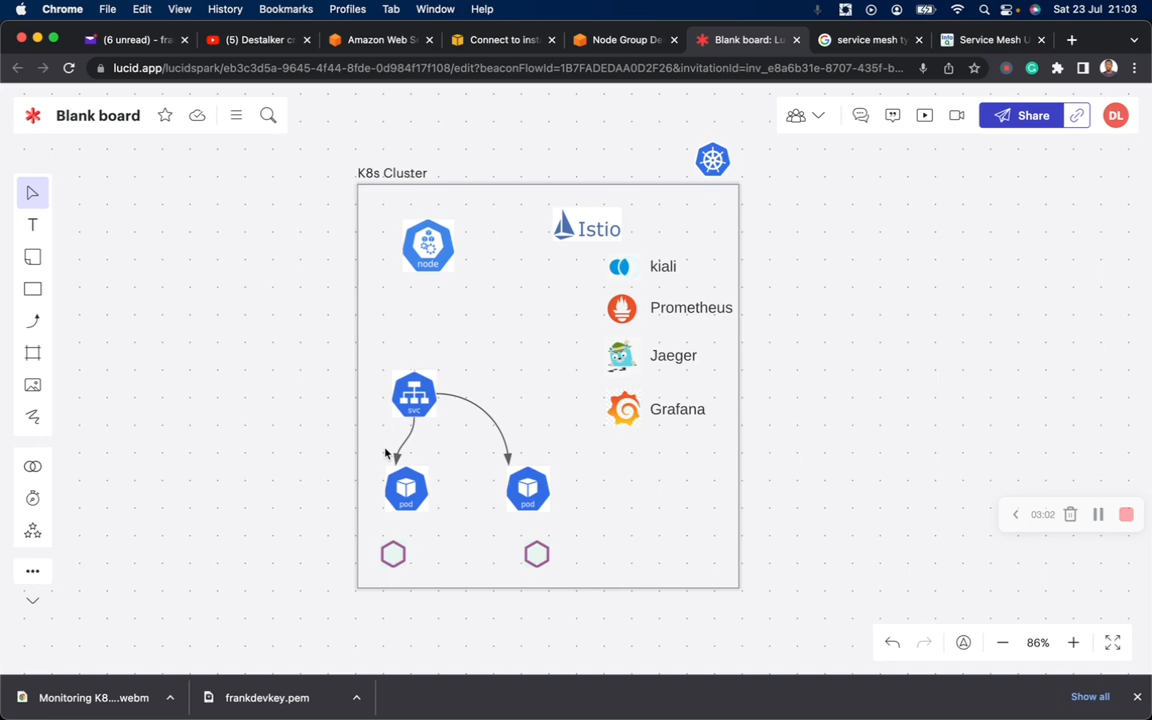 Chrome File Edit View History Bookmarks Profiles Tab Window Help Sat 23 Jul 21:03
(6 unread) - fra (5) Destalker cr Amazon Web S Connect to inst Node Group De Blank board: Lu service mesh ty Service Mesh U
lucid.app/lucidspark/eb3c3d5a-9645-4f44-8fde-0d984f17f108/edit?beaconFlowId=1B7FADEDAA0D2F26&invitationId=inv_e8a6b31e-8707-435f-b...
Blank board Share DL
K8s Cluster
Istio
node
kiali
Prometheus
Jaeger
svc
Grafana
pod pod
03:02
86%
Monitoring K8....webm frankdevkey.pem Show all